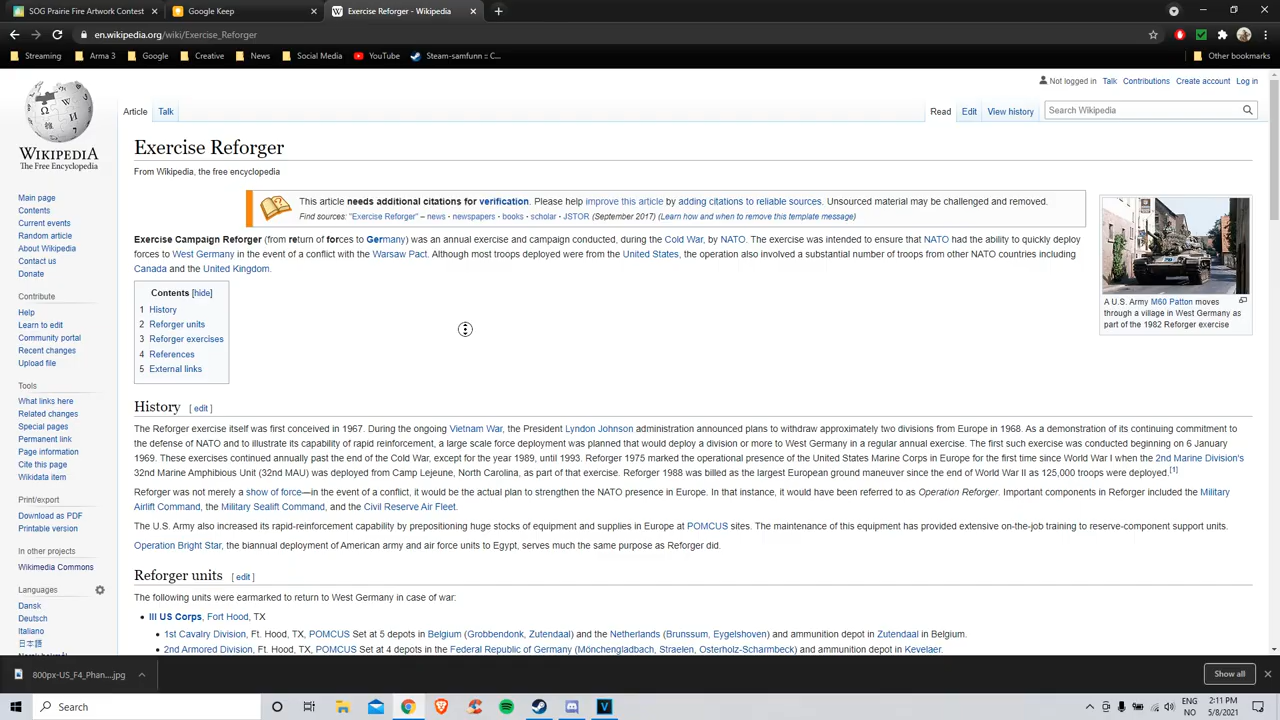 SOG Prairie Fire Artwork Contest
Google Keep
Exercise Reforger - Wikipedia
en.wikipedia.org/wiki/Exercise_Reforger
Streaming
Arma 3
Google
Creative
News
Social Media
YouTube
Steam-samfunn :: C...
Other bookmarks
Not logged in Talk Contributions Create account Log in
Article Talk
Read Edit View history
Search Wikipedia
WIKIPEDIA
The Free Encyclopedia
Main page
Contents
Current events
Random article
About Wikipedia
Contact us
Donate
Contribute
Help
Learn to edit
Community portal
Recent changes
Upload file
Tools
What links here
Related changes
Special pages
Permanent link
Page information
Cite this page
Wikidata item
Print/export
Download as PDF
Printable version
In other projects
Wikimedia Commons
Languages
Dansk
Deutsch
Italiano
日本語
Exercise Reforger
From Wikipedia, the free encyclopedia
This article needs additional citations for verification. Please help improve this article by adding citations to reliable sources. Unsourced material may be challenged and removed.
Find sources: "Exercise Reforger" – news · newspapers · books · scholar · JSTOR (September 2017) (Learn how and when to remove this template message)
Exercise Campaign Reforger (from return of forces to Germany) was an annual exercise and campaign conducted, during the Cold War, by NATO. The exercise was intended to ensure that NATO had the ability to quickly deploy
forces to West Germany in the event of a conflict with the Warsaw Pact. Although most troops deployed were from the United States, the operation also involved a substantial number of troops from other NATO countries including
Canada and the United Kingdom.
A U.S. Army M60 Patton moves
through a village in West Germany as
part of the 1982 Reforger exercise
Contents [hide]
1 History
2 Reforger units
3 Reforger exercises
4 References
5 External links
History [ edit ]
The Reforger exercise itself was first conceived in 1967. During the ongoing Vietnam War, the President Lyndon Johnson administration announced plans to withdraw approximately two divisions from Europe in 1968. As a demonstration of its continuing commitment to
the defense of NATO and to illustrate its capability of rapid reinforcement, a large scale force deployment was planned that would deploy a division or more to West Germany in a regular annual exercise. The first such exercise was conducted beginning on 6 January
1969. These exercises continued annually past the end of the Cold War, except for the year 1989, until 1993. Reforger 1975 marked the operational presence of the United States Marine Corps in Europe for the first time since World War I when the 2nd Marine Division's
32nd Marine Amphibious Unit (32nd MAU) was deployed from Camp Lejeune, North Carolina, as part of that exercise. Reforger 1988 was billed as the largest European ground maneuver since the end of World War II as 125,000 troops were deployed.[1]
Reforger was not merely a show of force—in the event of a conflict, it would be the actual plan to strengthen the NATO presence in Europe. In that instance, it would have been referred to as Operation Reforger. Important components in Reforger included the Military
Airlift Command, the Military Sealift Command, and the Civil Reserve Air Fleet.
The U.S. Army also increased its rapid-reinforcement capability by prepositioning huge stocks of equipment and supplies in Europe at POMCUS sites. The maintenance of this equipment has provided extensive on-the-job training to reserve-component support units.
Operation Bright Star, the biannual deployment of American army and air force units to Egypt, serves much the same purpose as Reforger did.
Reforger units [ edit ]
The following units were earmarked to return to West Germany in case of war:
• III US Corps, Fort Hood, TX
• 1st Cavalry Division, Ft. Hood, TX, POMCUS Set at 5 depots in Belgium (Grobbendonk, Zutendaal) and the Netherlands (Brunssum, Eygelshoven) and ammunition depot in Zutendaal in Belgium.
• 2nd Armored Division, Ft. Hood, TX, POMCUS Set at 4 depots in the Federal Republic of Germany (Mönchengladbach, Straelen, Osterholz-Scharmbeck) and ammunition depot in Kevelaer.
800px-US_F4_Phan....jpg
Show all
Search
ENG
NO
2:11 PM
5/8/2021